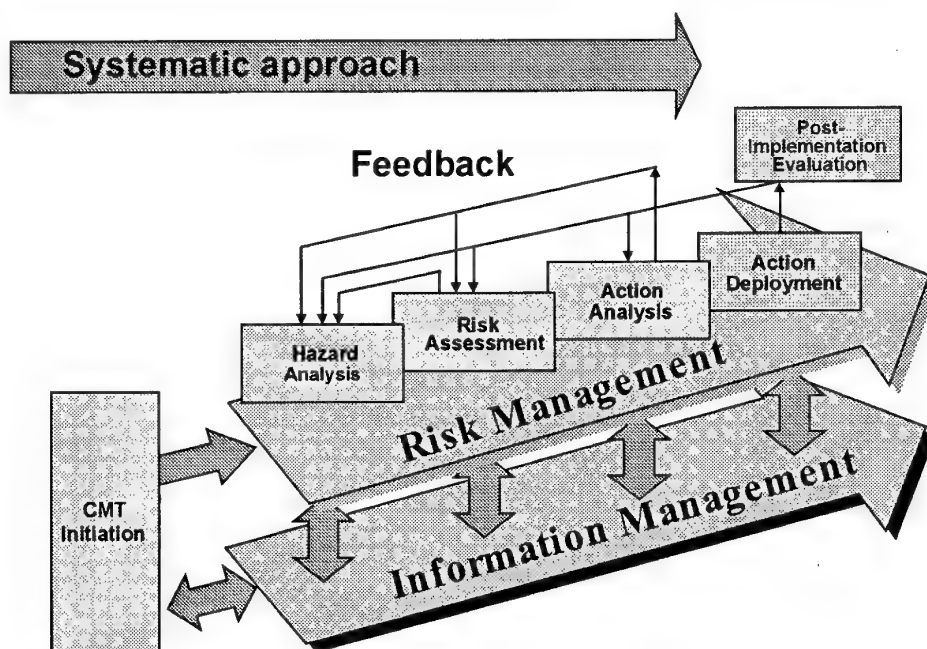 Systematic approach
Post-
Implementation
Evaluation
Feedback
Action
Deployment
Action
Analysis
Risk
Assessment
Hazard
Analysis
Risk Management
CMT
Initiation
Information Management